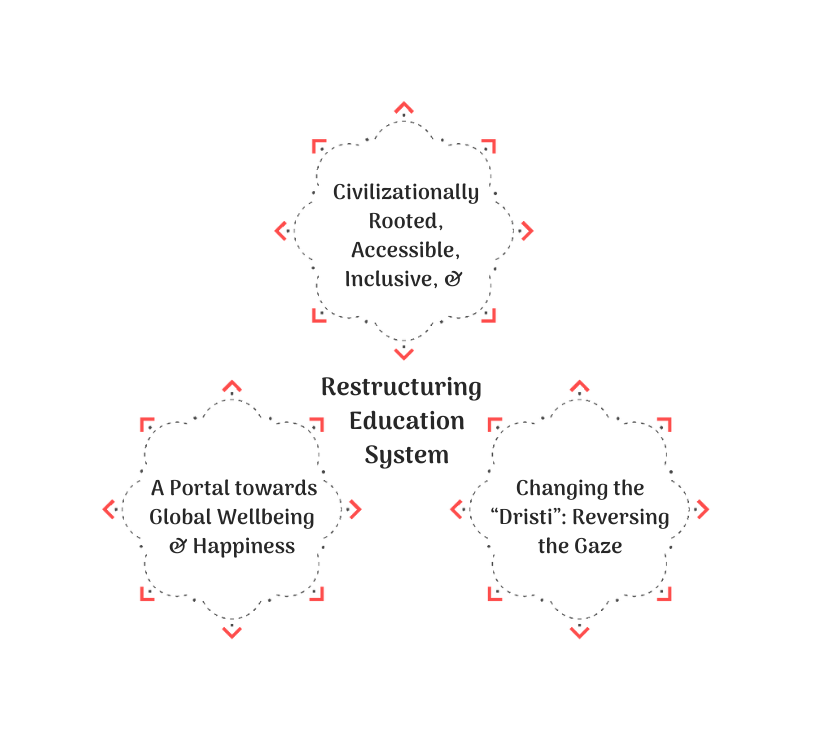 Civilizationally
Rooted,
Accessible,
Inclusive, &
Restructuring
Education
System
A Portal towards
Global Wellbeing
& Happiness
Changing the
“Dristi”: Reversing
the Gaze